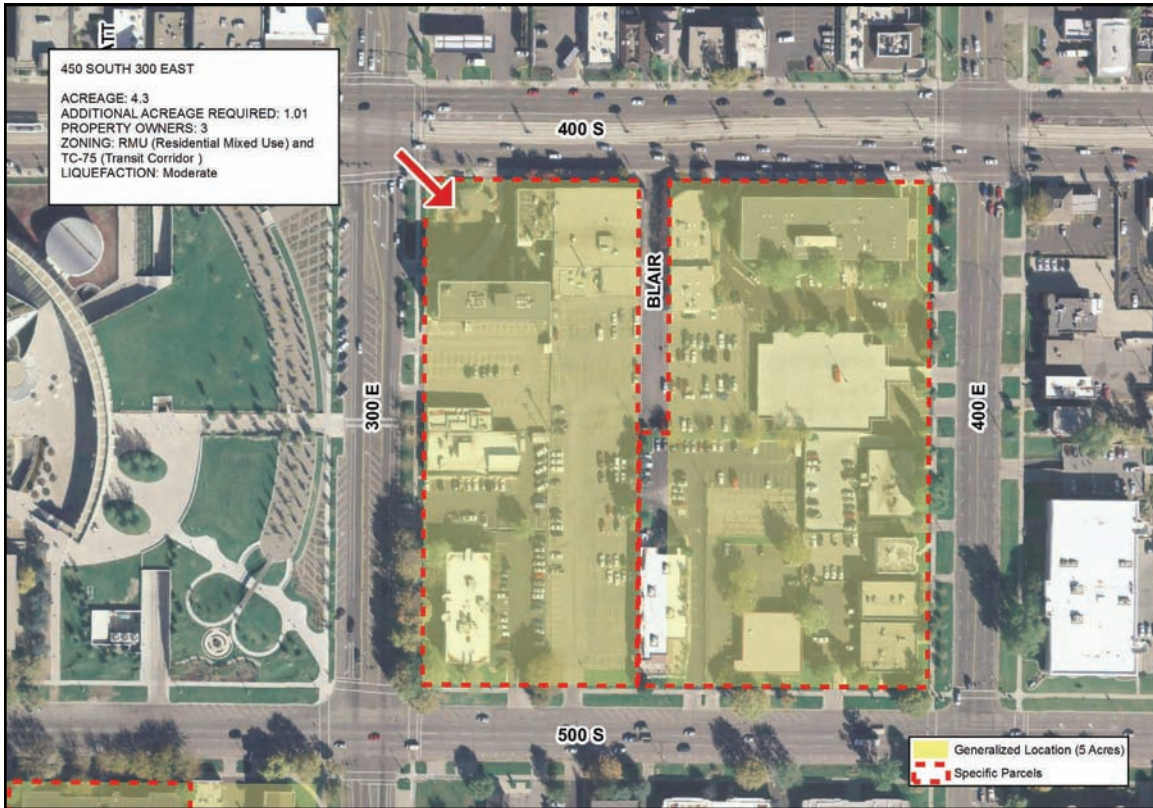 ATT
450 SOUTH 300 EAST
ACREAGE: 4.3
ADDITIONAL ACREAGE REQUIRED: 1.01
PROPERTY OWNERS: 3
ZONING: RMU (Residential Mixed Use) and
TC-75 (Transit Corridor )
LIQUEFACTION: Moderate
400 S
BLAIR
300 E
400 E
500 S
Generalized Location (5 Acres)
Specific Parcels